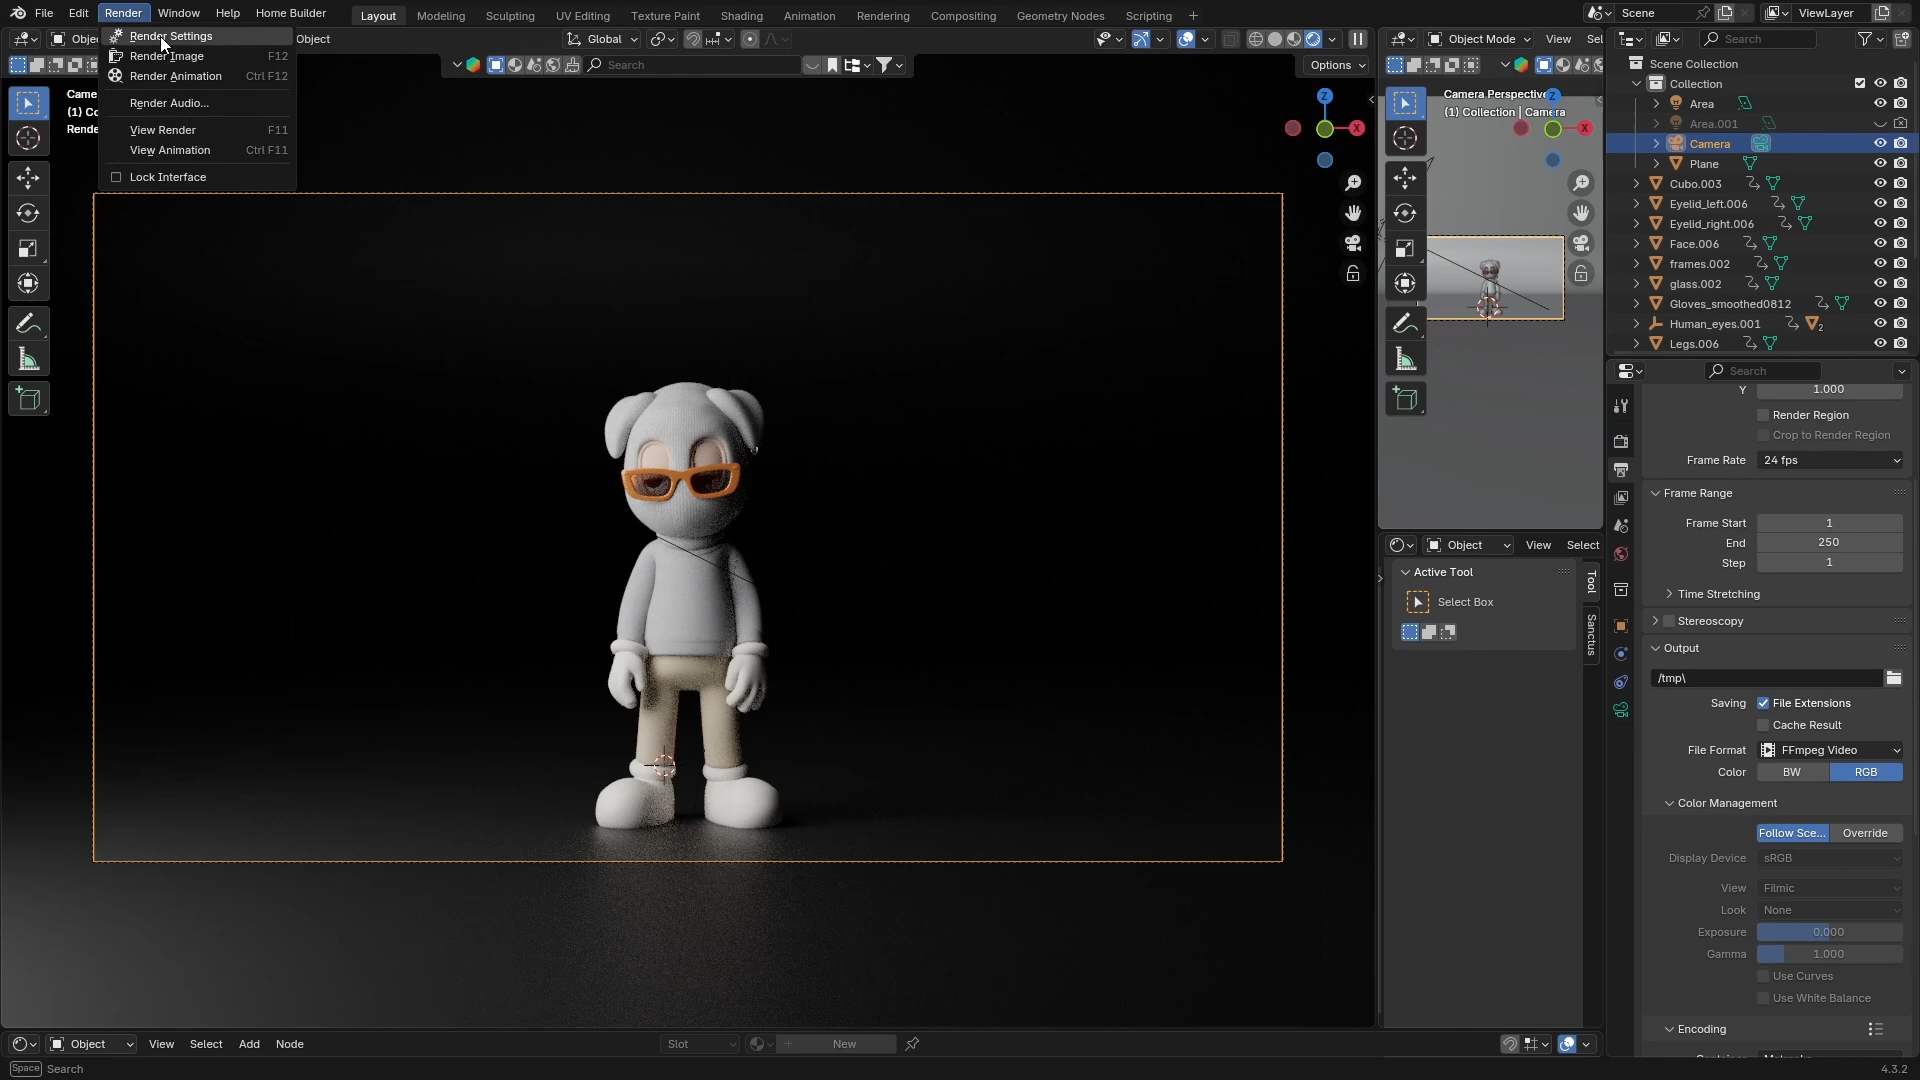 File Edit Render Window Help Home Builder Layout Modeling Sculpting UV Editing Texture Paint Shading Animation Rendering Compositing Geometry Nodes Scripting + Scene ViewLayer
Render Settings
Render Image F12
Render Animation Ctrl F12
Render Audio...
View Render F11
View Animation Ctrl F11
Lock Interface
Object
Global
Search
Options
(1) Co
Z
X
Object Mode View Sel
Camera Perspective
(1) Collection | Camera
Z
X
Search
Scene Collection
Collection
Area
Area.001
Camera
Plane
Cubo.003
Eyelid_left.006
Eyelid_right.006
Face.006
frames.002
glass.002
Gloves_smoothed0812
Human_eyes.001 2
Legs.006
Object View Select
Active Tool
Select Box
Tool
Sanctus
Search
Y 1.000
Render Region
Crop to Render Region
Frame Rate 24 fps
Frame Range
Frame Start 1
End 250
Step 1
Time Stretching
Stereoscopy
Output
/tmp\
Saving File Extensions
Cache Result
File Format FFmpeg Video
Color BW RGB
Color Management
Follow Sce... Override
Display Device sRGB
View Filmic
Look None
Exposure 0.000
Gamma 1.000
Use Curves
Use White Balance
Encoding
Object View Select Add Node Slot New
Space Search
4.3.2